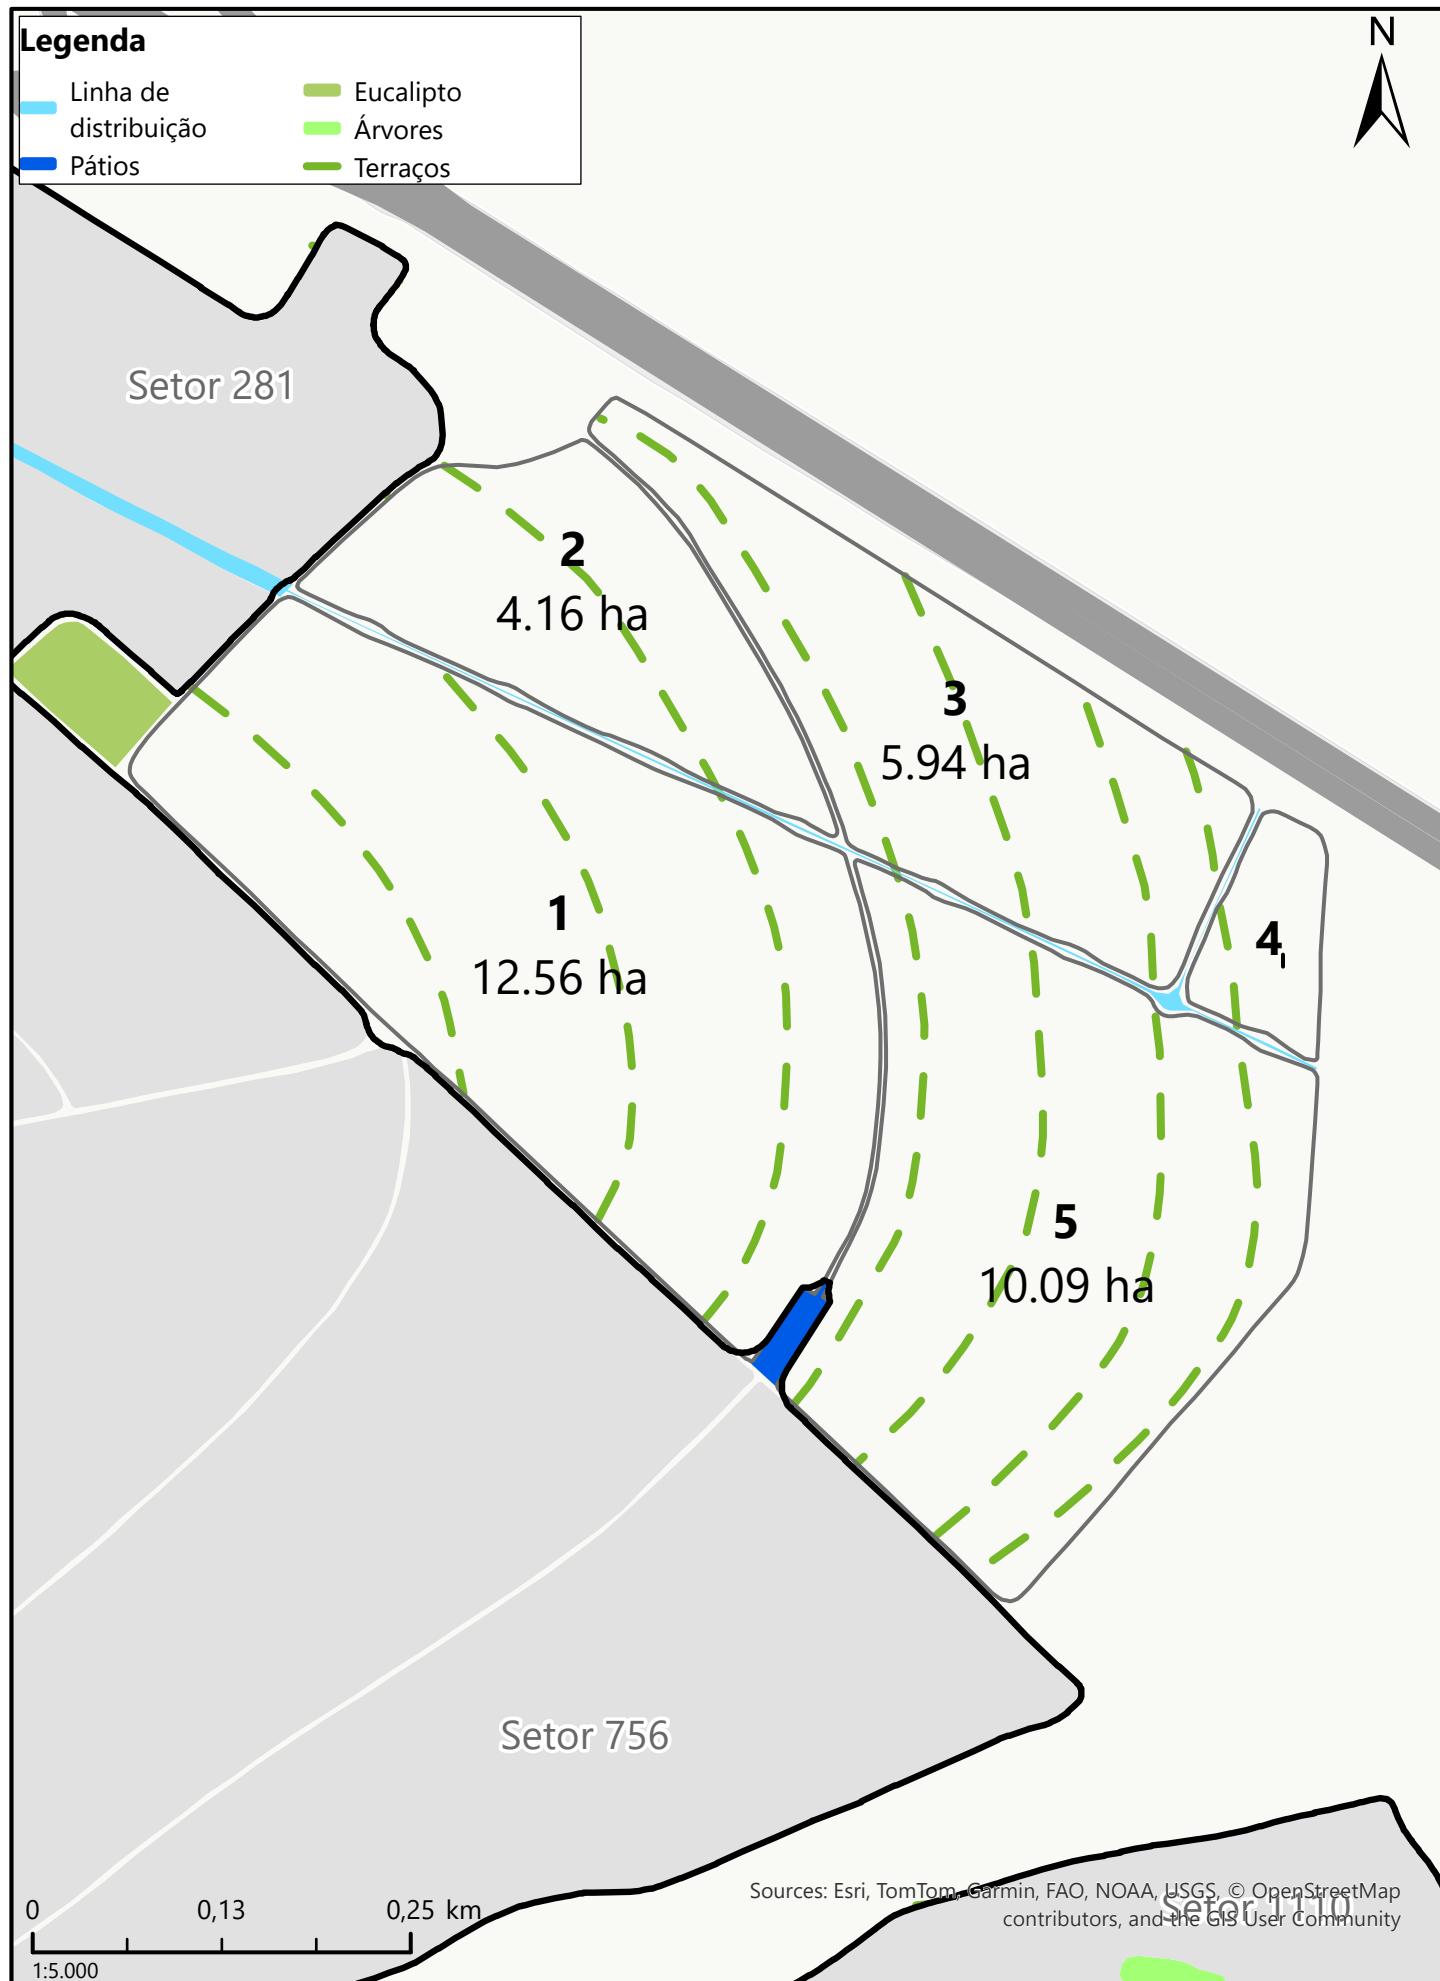 Legenda
Linha de
distribuição
Pátios
Eucalipto
Árvores
Terraços
N
Setor 281
2
4.16 ha
3
5.94 ha
1
12.56 ha
4
5
10.09 ha
Setor 756
Setor 1110
0 0,13 0,25 km
1:5.000
Sources: Esri, TomTom, Garmin, FAO, NOAA, USGS, © OpenStreetMap
contributors, and the GIS User Community